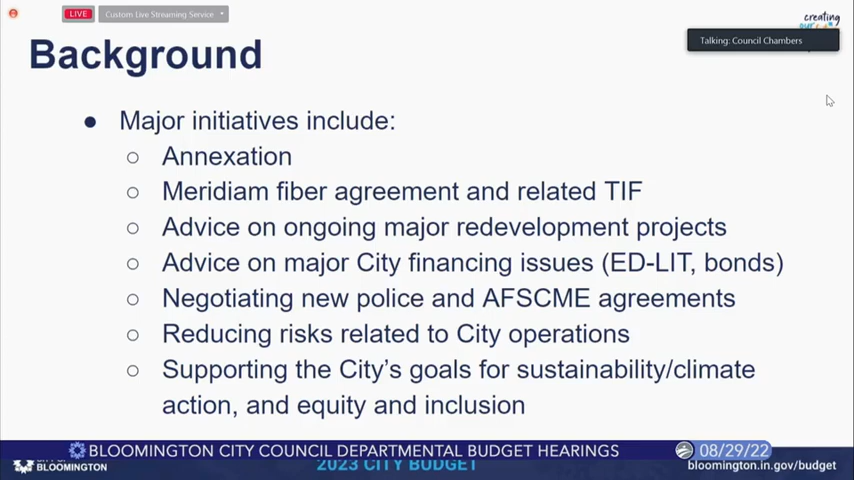 LIVE
Custom Live Streaming Service
creating
Talking: Council Chambers
Background
Major initiatives include:
Annexation
Meridiam fiber agreement and related TIF
Advice on ongoing major redevelopment projects
Advice on major City financing issues (ED-LIT, bonds)
Negotiating new police and AFSCME agreements
Reducing risks related to City operations
Supporting the City's goals for sustainability/climate
action, and equity and inclusion
BLOOMINGTON CITY COUNCIL DEPARTMENTAL BUDGET HEARINGS
08/29/22
BLOOMINGTON
2023 CITY BUDGET
bloomington.in.gov/budget